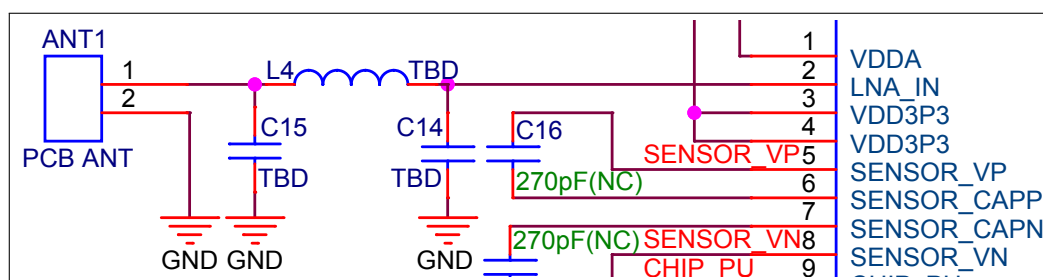 ANT1
1
2
PCB ANT
L4
TBD
C15
TBD
C14
TBD
C16
270pF(NC)
270pF(NC)
GND
GND
GND
SENSOR_VP
SENSOR_VN
CHIP_PU
1
VDDA
2
LNA_IN
3
VDD3P3
4
VDD3P3
5
SENSOR_VP
6
SENSOR_CAPP
7
SENSOR_CAPN
8
SENSOR_VN
9
CHIP_PU